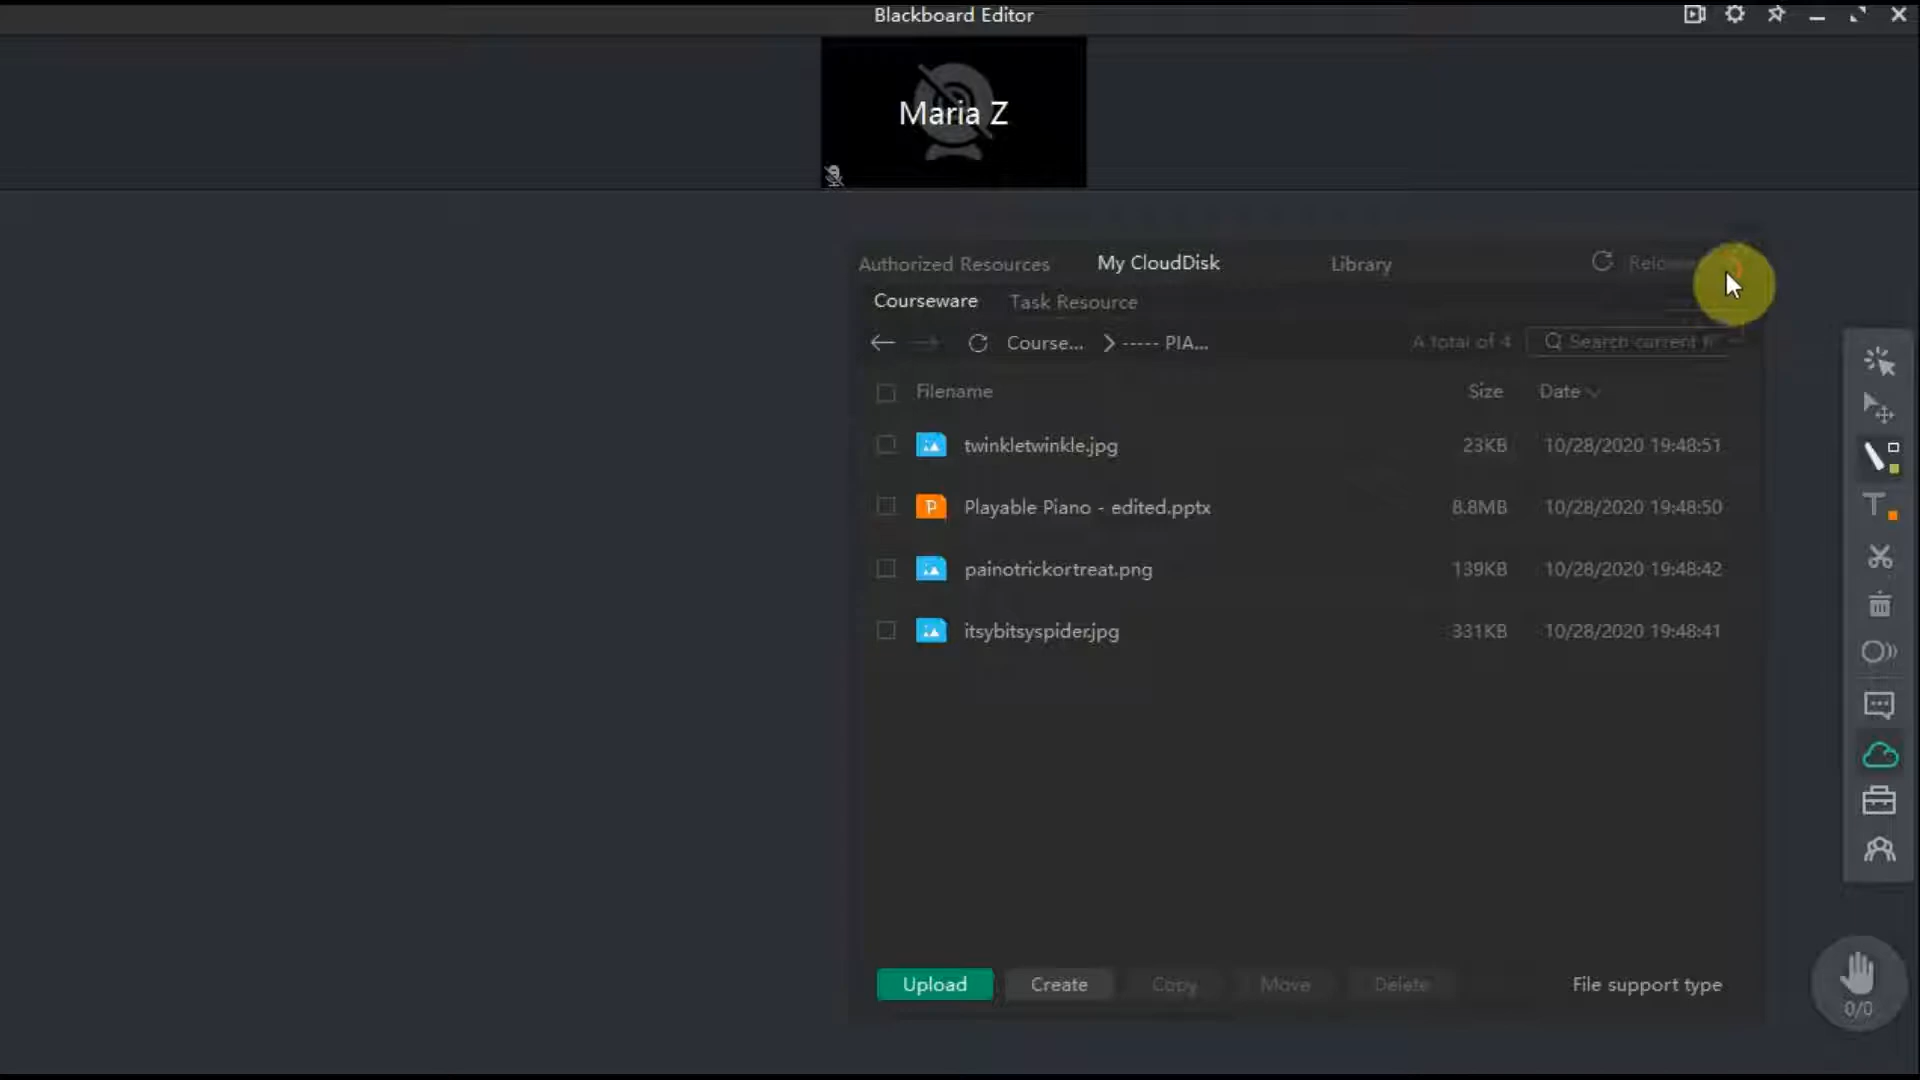 Blackboard Editor
Maria Z
Authorized Resources My CloudDisk Library
Courseware Task Resource
Course... ----- PIA... A total of 4 Search current
Filename Size Date
twinkletwinkle.jpg 23KB 10/28/2020 19:48:51
P Playable Piano - edited.pptx 8.8MB 10/28/2020 19:48:50
painotrickortreat.png 139KB 10/28/2020 19:48:42
itsybitsyspider.jpg 331KB 10/28/2020 19:48:41
Upload Create Copy Move Delete File support type
T
0/0